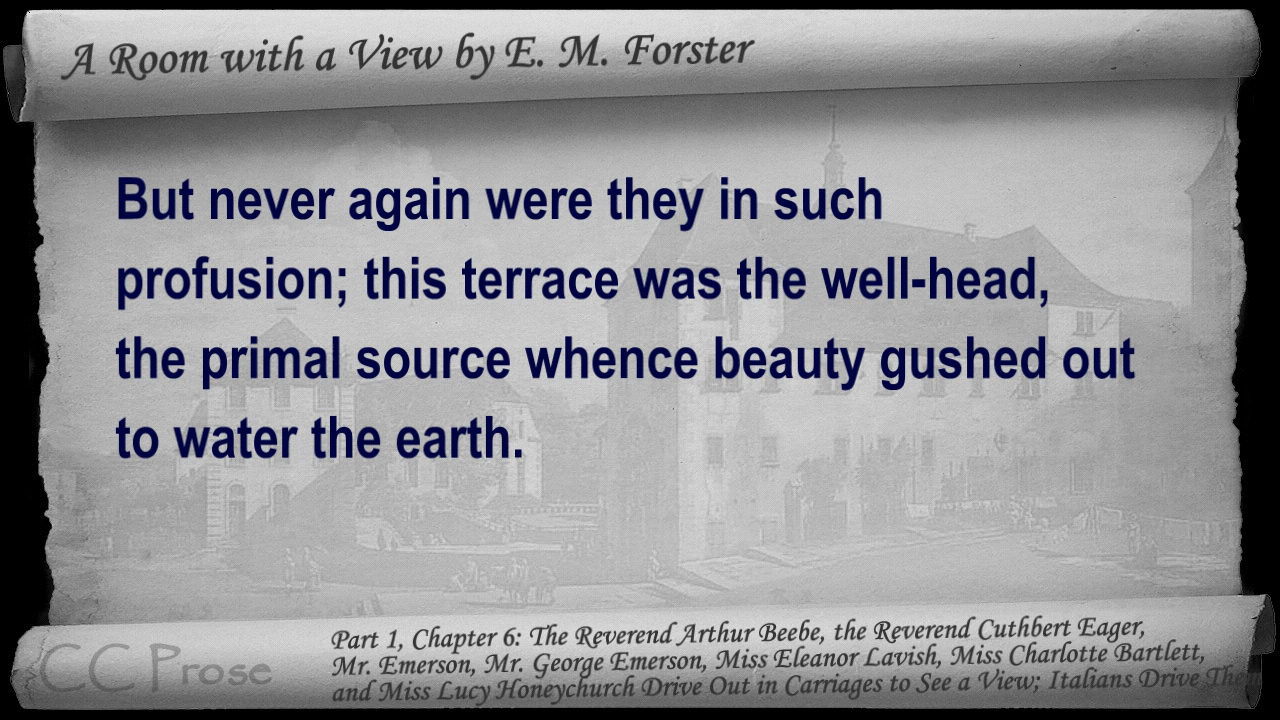 A Room with a View by E. M. Forster
But never again were they in such
profusion; this terrace was the well-head,
the primal source whence beauty gushed out
to water the earth.
CC Prose
Part 1, Chapter 6: The Reverend Arthur Beebe, the Reverend Cuthbert Eager,
Mr. Emerson, Mr. George Emerson, Miss Eleanor Lavish, Miss Charlotte Bartlett,
and Miss Lucy Honeychurch Drive Out in Carriages to See a View; Italians Drive